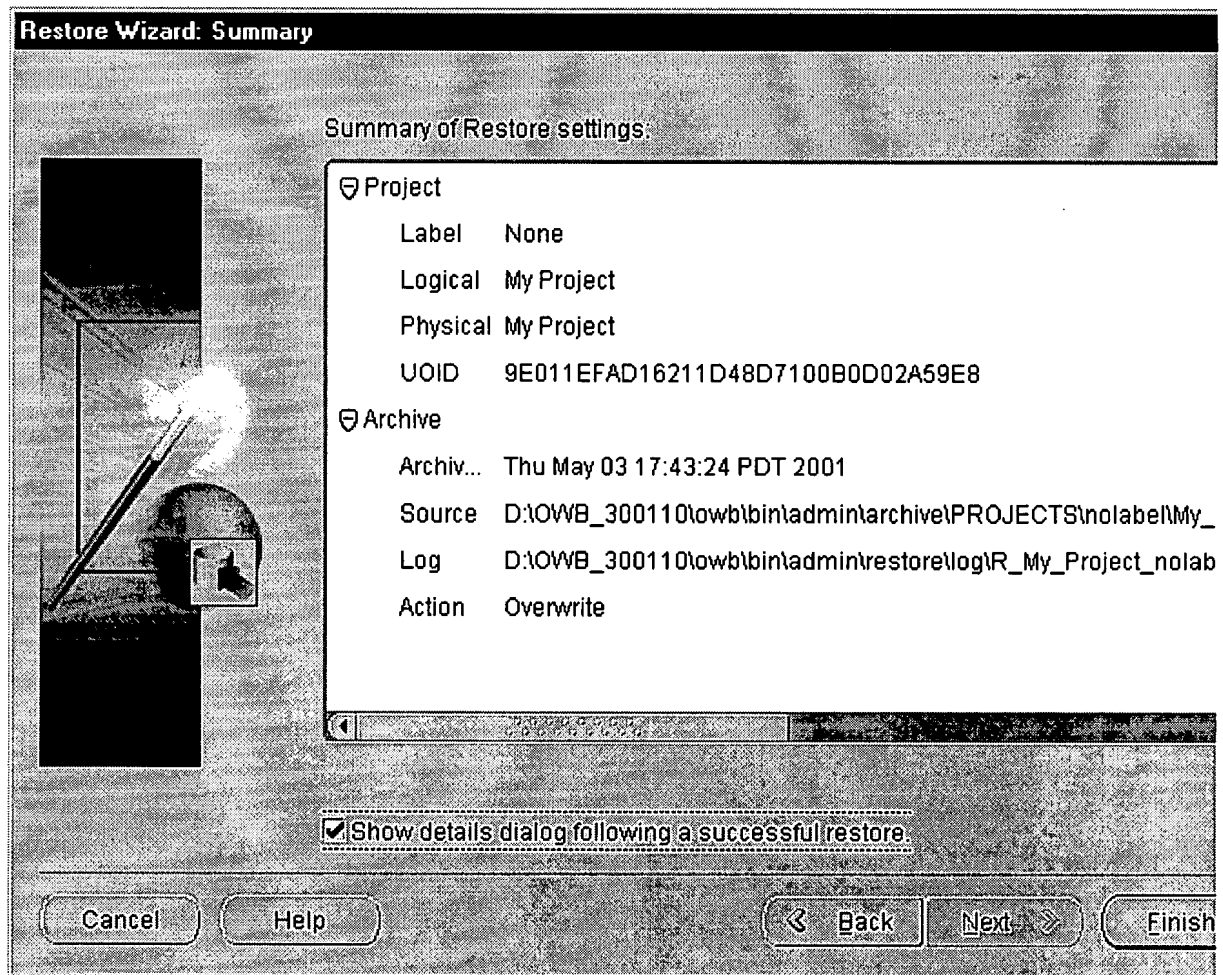 Restore Wizard: Summary
Summary of Restore settings:
Project
Label None
Logical My Project
Physical My Project
UOID 9E011EFAD16211D48D7100B0D02A59E8
Archive
Archiv... Thu May 03 17:43:24 PDT 2001
Source D:\OWB_300110\owb\bin\admin\archive\PROJECTS\nolabel\My_
Log D:\OWB_300110\owb\bin\admin\restore\log\R_My_Project_nolab
Action Overwrite
Show details dialog following a successful restore.
Cancel Help Back Next Finish